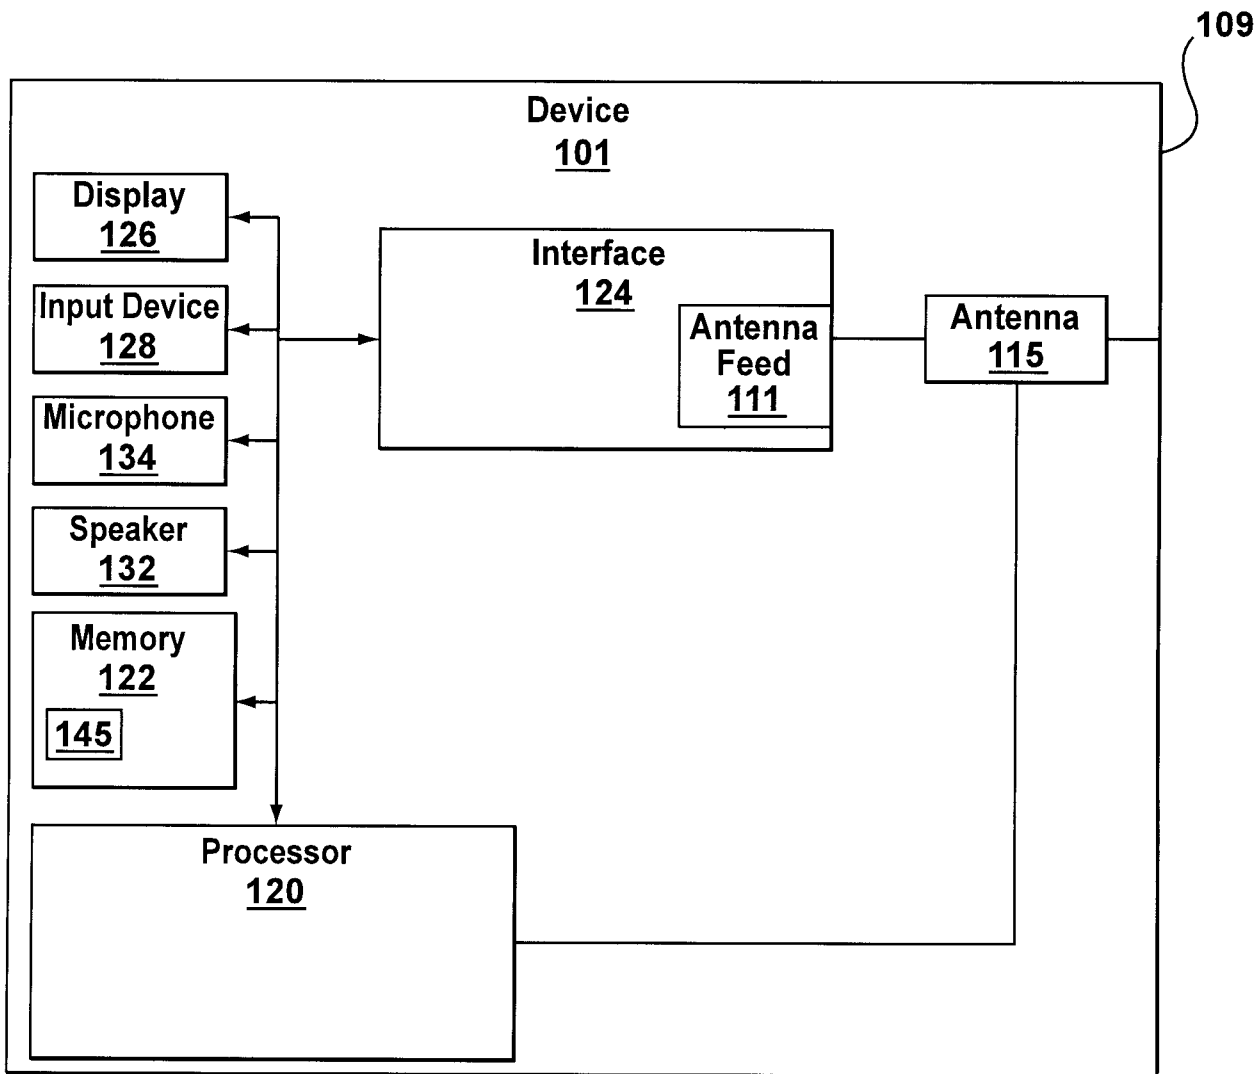 109
Device
101
Display
126
Interface
124
Input Device
128
Antenna
Feed
111
Antenna
115
Microphone
134
Speaker
132
Memory
122
145
Processor
120